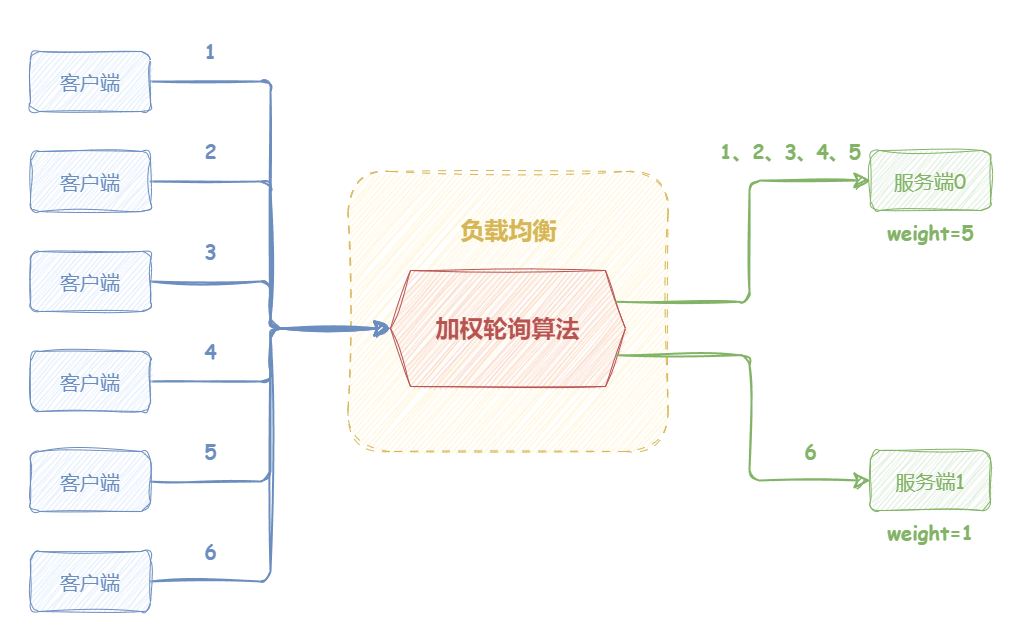 1
客户端
2
客户端
3
客户端
4
客户端
5
客户端
6
客户端
负载均衡
加权轮询算法
1、2、3、4、5
服务端0
weight=5
6
服务端1
weight=1